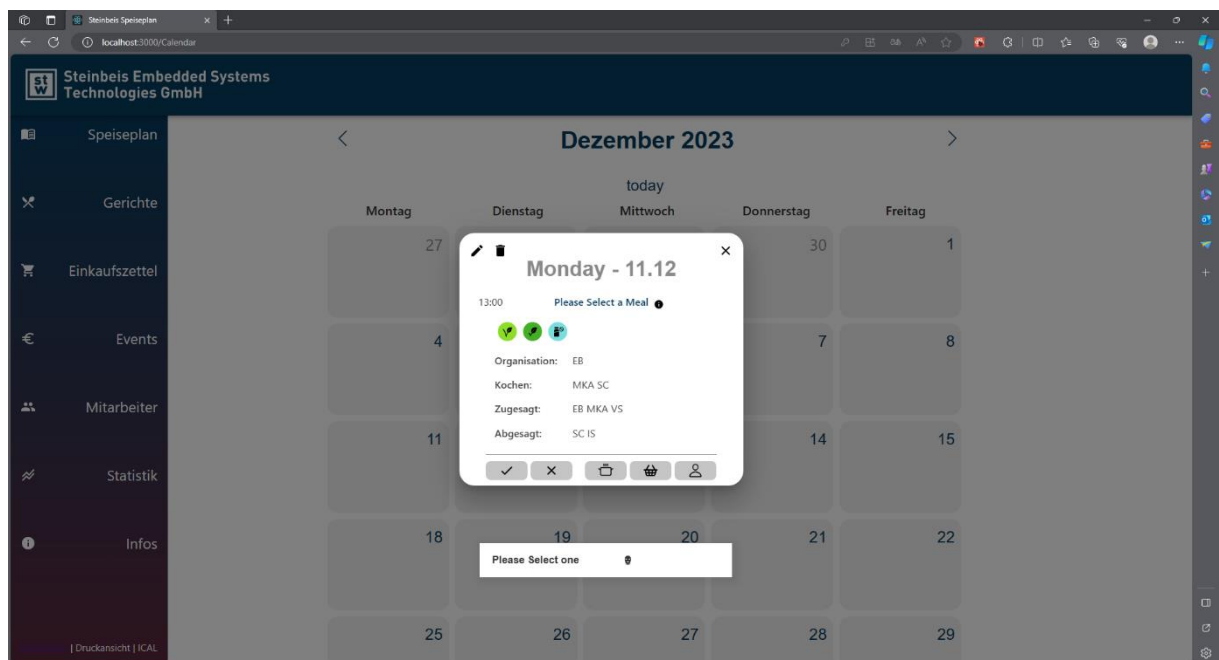 Steinbeis Speiseplan
localhost:3000/Calendar
stw Steinbeis Embedded Systems
Technologies GmbH
Speiseplan
Gerichte
Einkaufszettel
Events
Mitarbeiter
Statistik
Infos
| Druckansicht | ICAL
Dezember 2023
today
Montag Dienstag Mittwoch Donnerstag Freitag
27 30 1
4 7 8
11 14 15
18 19 20 21 22
25 26 27 28 29
Monday - 11.12
13:00 Please Select a Meal
Organisation: EB
Kochen: MKA SC
Zugesagt: EB MKA VS
Abgesagt: SC IS
Please Select one